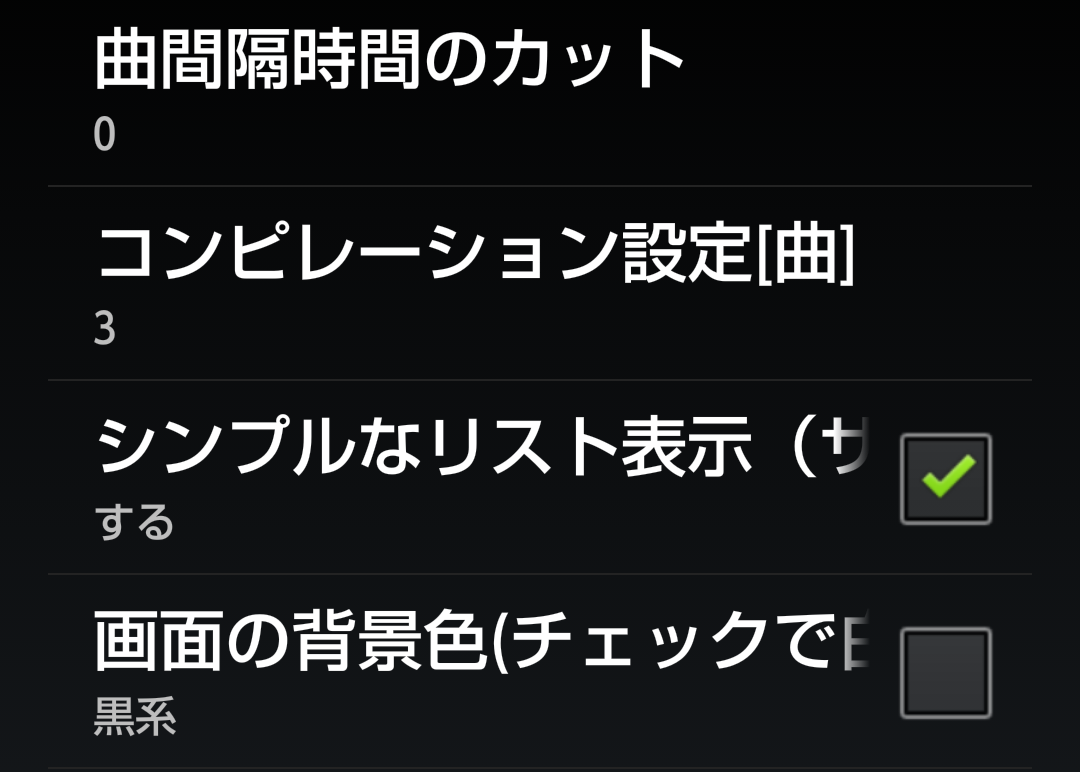 曲間隔時間のカット
0
コンピレーション設定[曲]
3
シンプルなリスト表示（サ
する
画面の背景色(チェックで
黒系